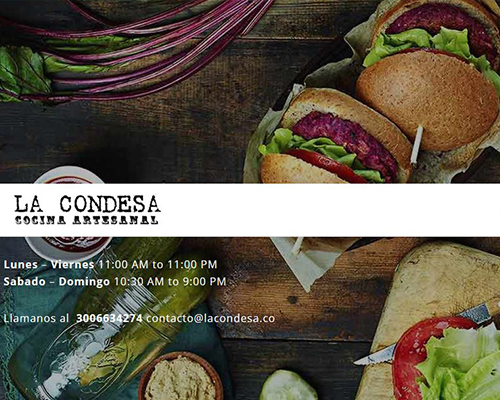 LA CONDESA
COCINA ARTESANAL
Lunes – Viernes 11:00 AM to 11:00 PM
Sabado – Domingo 10:30 AM to 9:00 PM
Llamanos al 3006634274 contacto@lacondesa.co